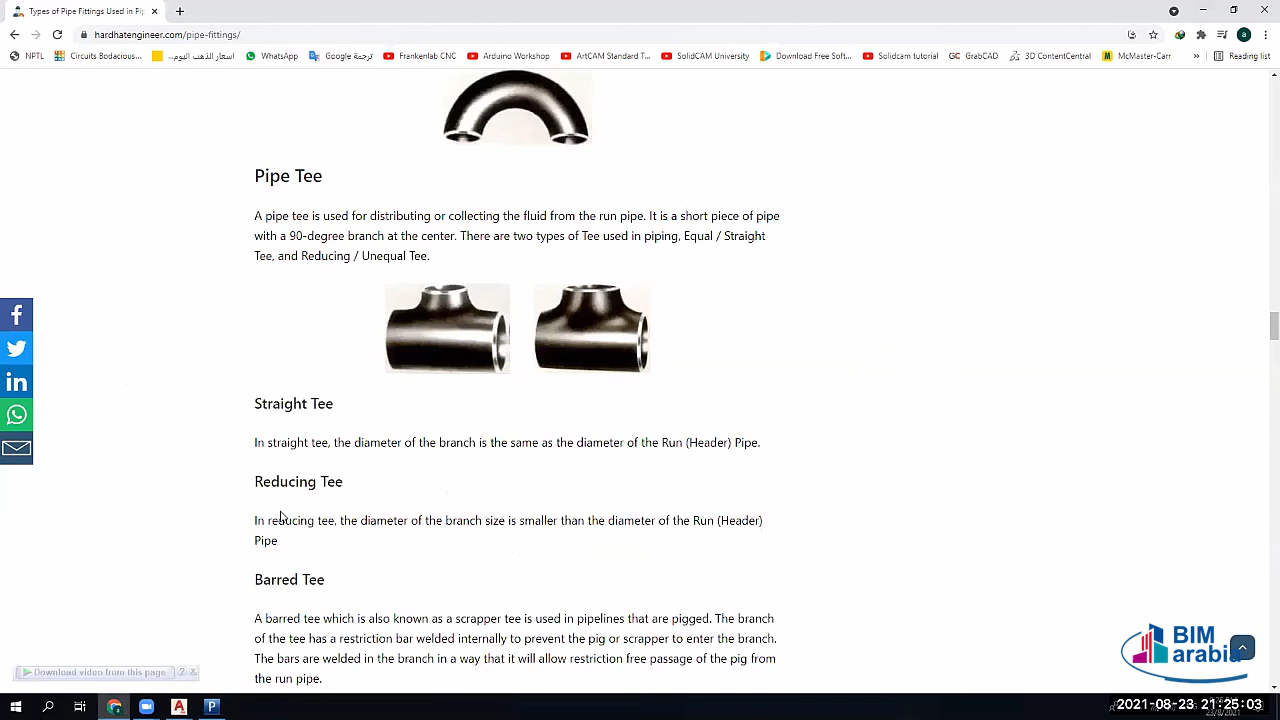 Types of Pipe Fittings Used in Pip
hardhatengineer.com/pipe-fittings/
a
NPTL
Circuits Bodacious...
اسعار الذهب اليوم...
WhatsApp
ترجمة Google
Frankenlab CNC
Arduino Workshop
ArtCAM Standard T...
SolidCAM University
Download Free Soft...
Solidcam tutorial
GC GrabCAD
3D ContentCentral
M McMaster-Carr
»
Reading list
Pipe Tee
A pipe tee is used for distributing or collecting the fluid from the run pipe. It is a short piece of pipe
with a 90-degree branch at the center. There are two types of Tee used in piping, Equal / Straight
Tee, and Reducing / Unequal Tee.
Straight Tee
In straight tee, the diameter of the branch is the same as the diameter of the Run (Header) Pipe.
Reducing Tee
In reducing tee, the diameter of the branch size is smaller than the diameter of the Run (Header)
Pipe
Barred Tee
A barred tee which is also known as a scrapper tee is used in pipelines that are pigged. The branch
of the tee has a restriction bar welded internally to prevent the pig or scrapper to enter the branch.
The bars are welded in the branch in a way that it will allow restriction free passage of the pig from
the run pipe.
Download video from this page
BIM
arabia
2021-08-23 21:25:03